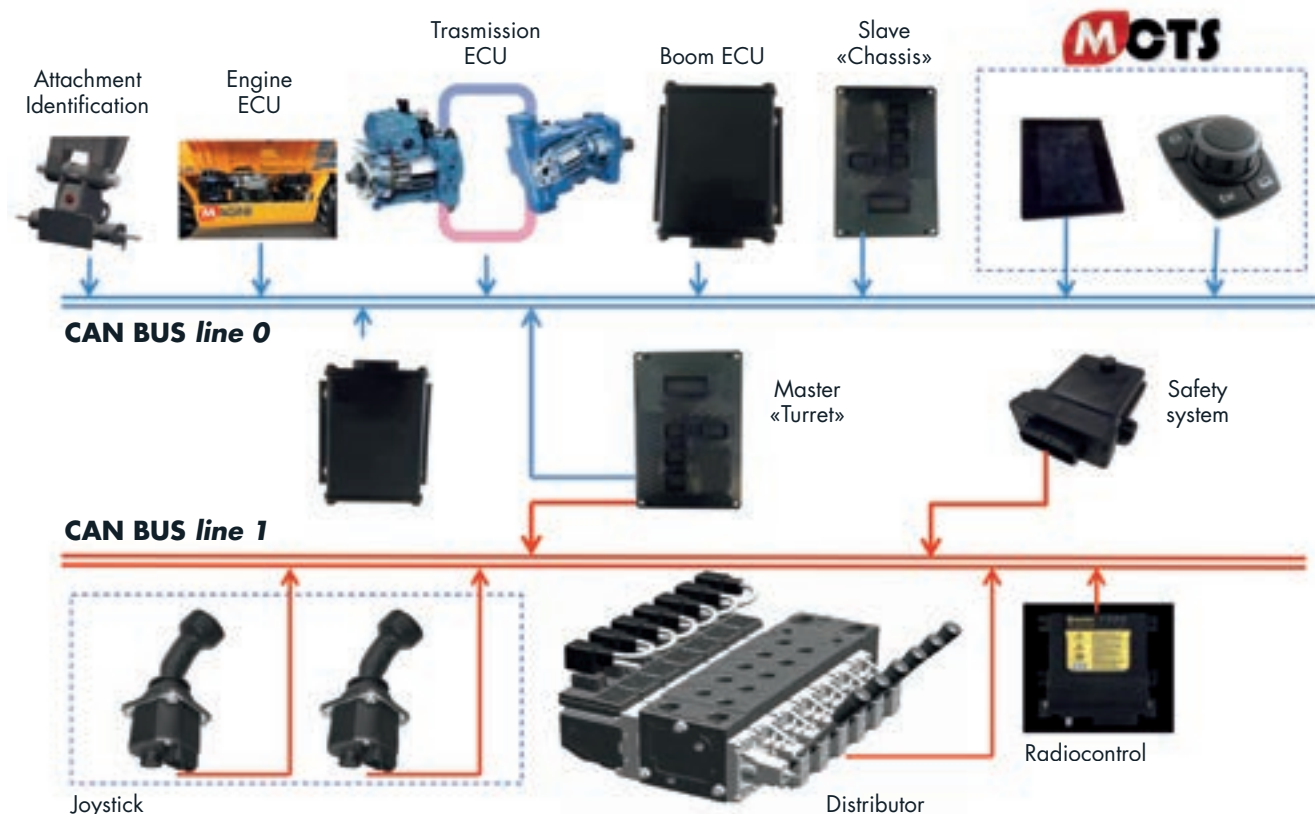 Attachment
Identification
Engine
ECU
Trasmission
ECU
Boom ECU
Slave
«Chassis»
MCTS
CAN BUS line 0
Master
«Turret»
Safety
system
CAN BUS line 1
Joystick
Distributor
Radiocontrol